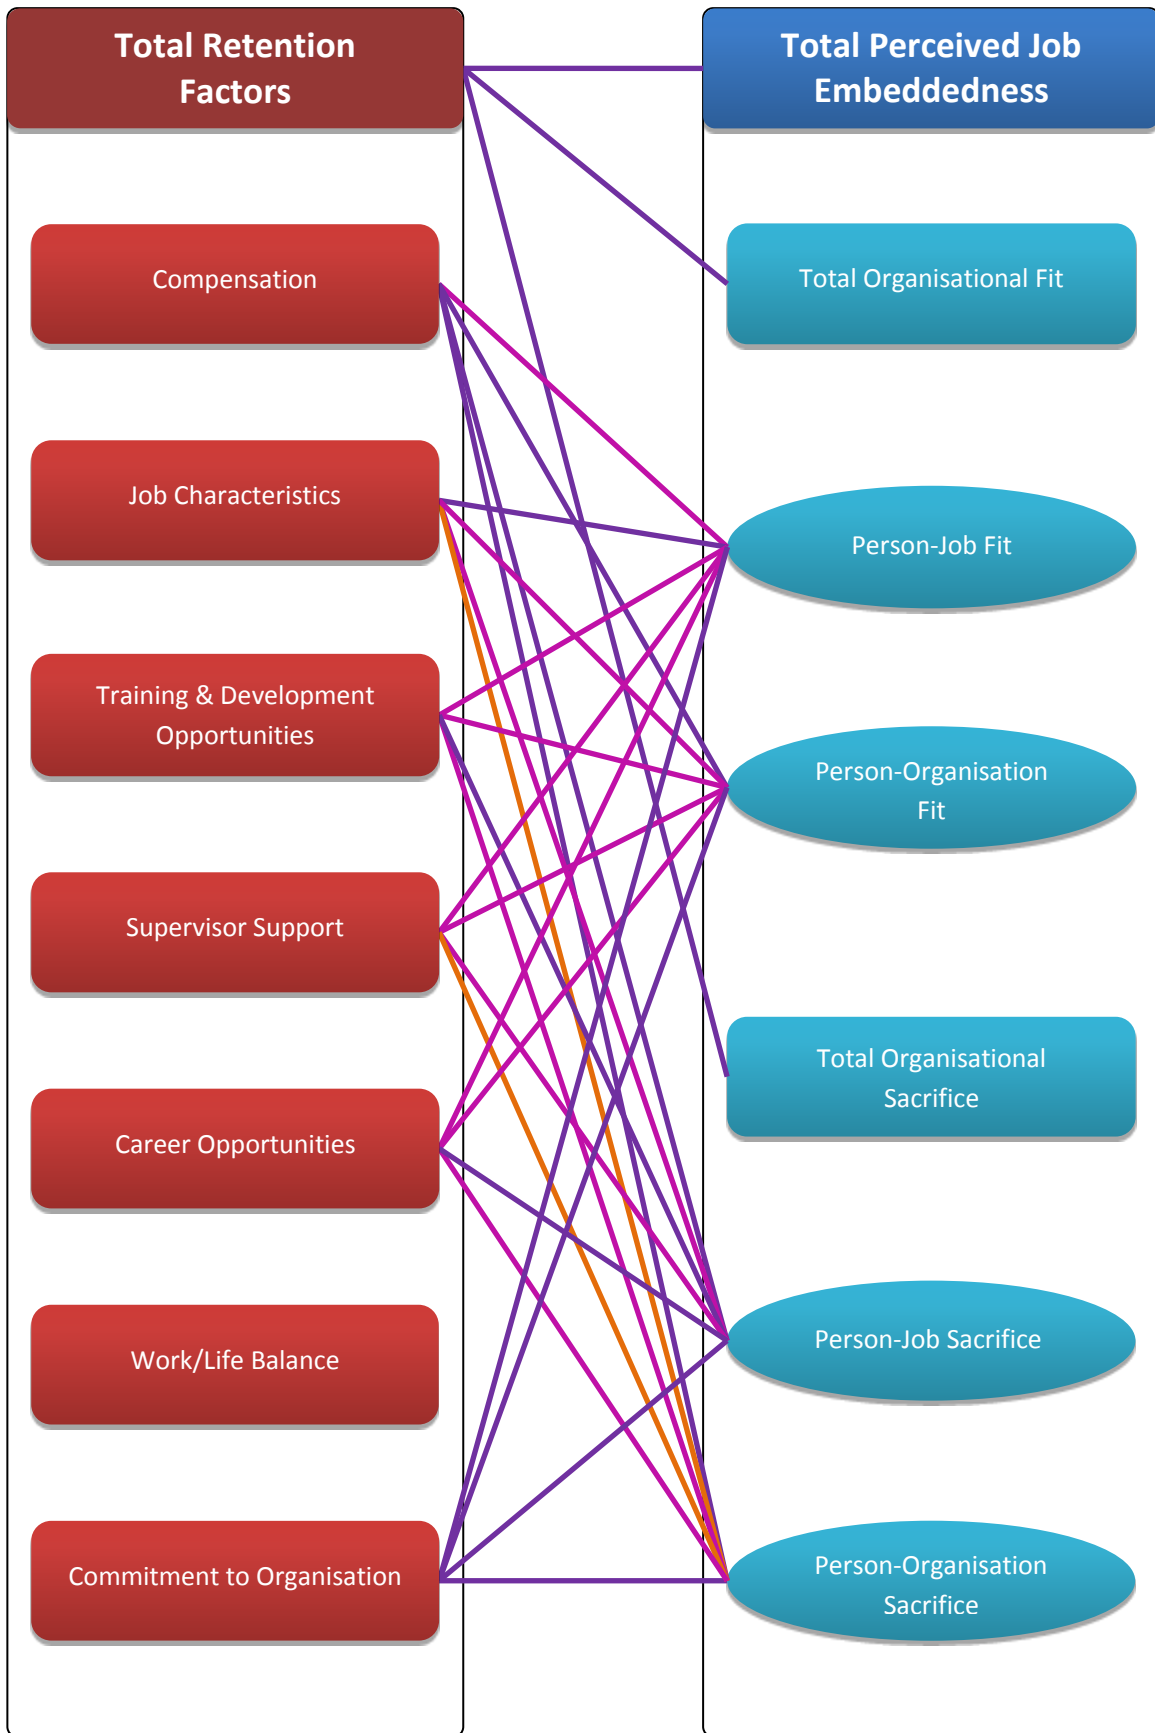 Total Retention
Factors
Compensation
Job Characteristics
Training & Development
Opportunities
Supervisor Support
Career Opportunities
Work/Life Balance
Commitment to Organisation
Total Perceived Job
Embeddedness
Total Organisational Fit
Person-Job Fit
Person-Organisation
Fit
Total Organisational
Sacrifice
Person-Job Sacrifice
Person-Organisation
Sacrifice